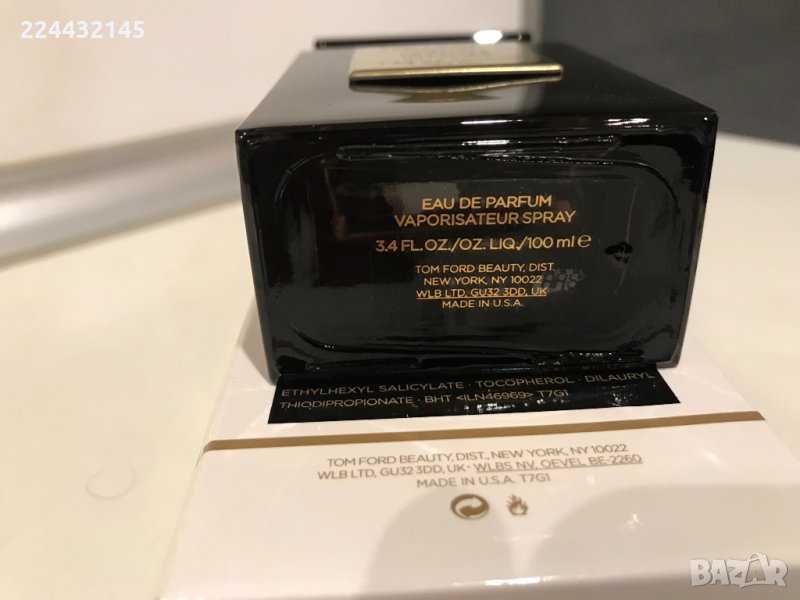 224432145
EAU DE PARFUM
VAPORISATEUR SPRAY
3.4 FL.OZ./OZ. LIQ./100 ml ℮
TOM FORD BEAUTY, DIST.
NEW YORK, NY 10022
WLB LTD, GU32 3DD, UK
MADE IN U.S.A.
ETHYLHEXYL SALICYLATE · TOCOPHEROL · DILAURYL
THIODIPROPIONATE · BHT <ILN46969> T7G1
TOM FORD BEAUTY, DIST., NEW YORK, NY 10022
WLB LTD, GU32 3DD, UK · WLBS NV. OEVEL BE-2260
MADE IN U.S.A. T7G1
BAZAR